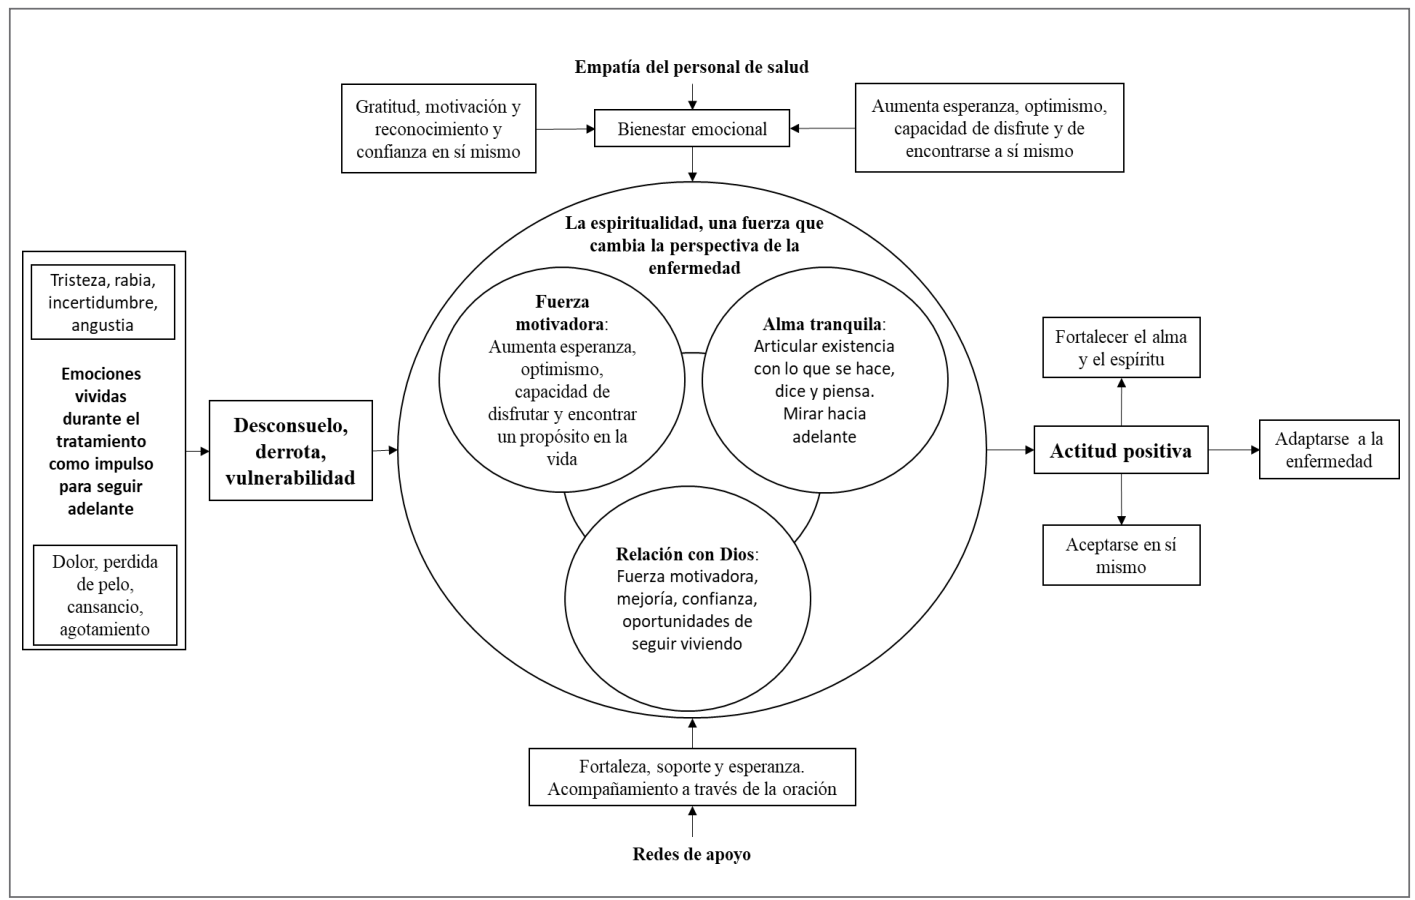 Empatía del personal de salud
Gratitud, motivación y
reconocimiento y
confianza en sí mismo
Bienestar emocional
Aumenta esperanza, optimismo,
capacidad de disfrute y de
encontrarse a sí mismo
La espiritualidad, una fuerza que
cambia la perspectiva de la
enfermedad
Tristeza, rabia,
incertidumbre,
angustia
Emociones
vividas
durante el
tratamiento
como impulso
para seguir
adelante
Dolor, perdida
de pelo,
cansancio,
agotamiento
Desconsuelo,
derrota,
vulnerabilidad
Fuerza
motivadora:
Aumenta esperanza,
optimismo,
capacidad de
disfrutar y encontrar
un propósito en la
vida
Alma tranquila:
Articular existencia
con lo que se hace,
dice y piensa.
Mirar hacia
adelante
Relación con Dios:
Fuerza motivadora,
mejoría, confianza,
oportunidades de
seguir viviendo
Fortalecer el alma
y el espíritu
Actitud positiva
Adaptarse a la
enfermedad
Aceptarse en sí
mismo
Fortaleza, soporte y esperanza.
Acompañamiento a través de la oración
Redes de apoyo